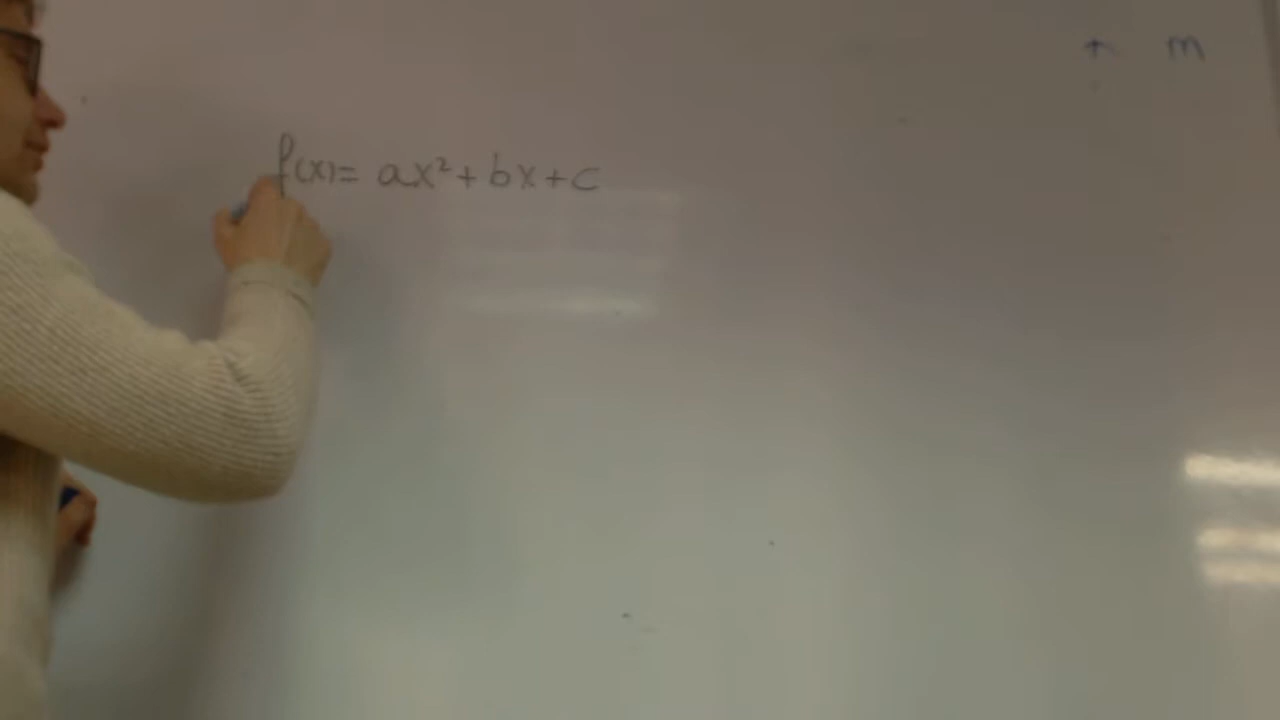 f(x)= ax²+bx+c
m